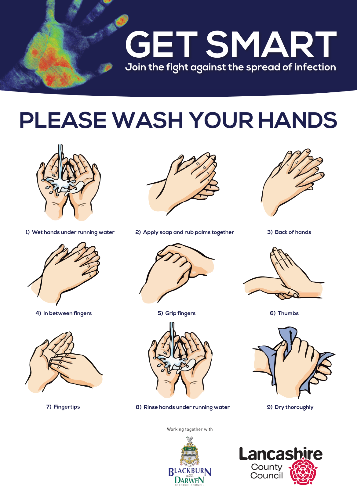 GET SMART
Join the fight against the spread of infection
PLEASE WASH YOUR HANDS
1) Wet hands under running water
2) Apply soap and rub palms together
3) Back of hands
4) In between fingers
5) Grip fingers
6) Thumbs
7) Fingertips
8) Rinse hands under running water
9) Dry thoroughly
Working together with
BLACKBURN
WITH
DARWEN
Lancashire
County
Council